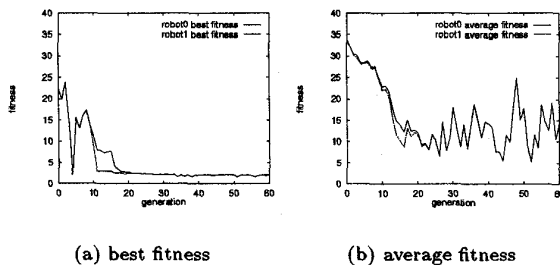 robot0 best fitness
robot1 best fitness
fitness
40
35
30
25
20
15
10
5
0
0 10 20 30 40 50 60
generation
(a) best fitness
robot0 average fitness
robot1 average fitness
fitness
40
35
30
25
20
15
10
5
0
0 10 20 30 40 50 60
generation
(b) average fitness